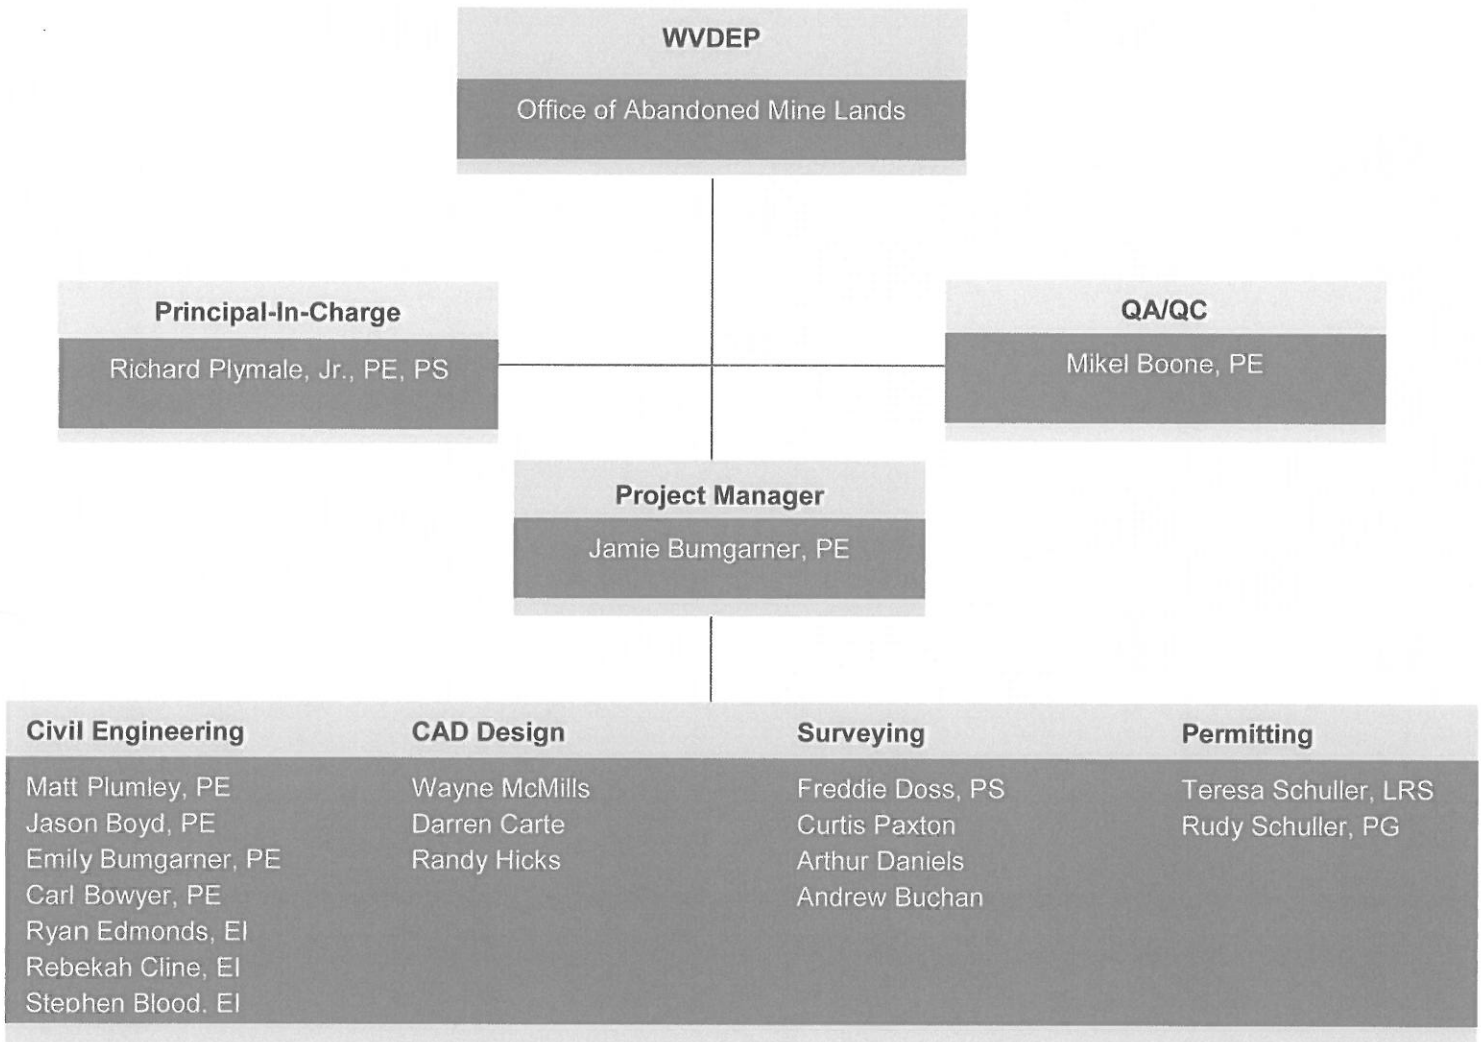 WVDEP
Office of Abandoned Mine Lands
Principal-In-Charge
Richard Plymale, Jr., PE, PS
QA/QC
Mikel Boone, PE
Project Manager
Jamie Bumgarner, PE
Civil Engineering
Matt Plumley, PE
Jason Boyd, PE
Emily Bumgarner, PE
Carl Bowyer, PE
Ryan Edmonds, EI
Rebekah Cline, EI
Stephen Blood, EI
CAD Design
Wayne McMills
Darren Carte
Randy Hicks
Surveying
Freddie Doss, PS
Curtis Paxton
Arthur Daniels
Andrew Buchan
Permitting
Teresa Schuller, LRS
Rudy Schuller, PG